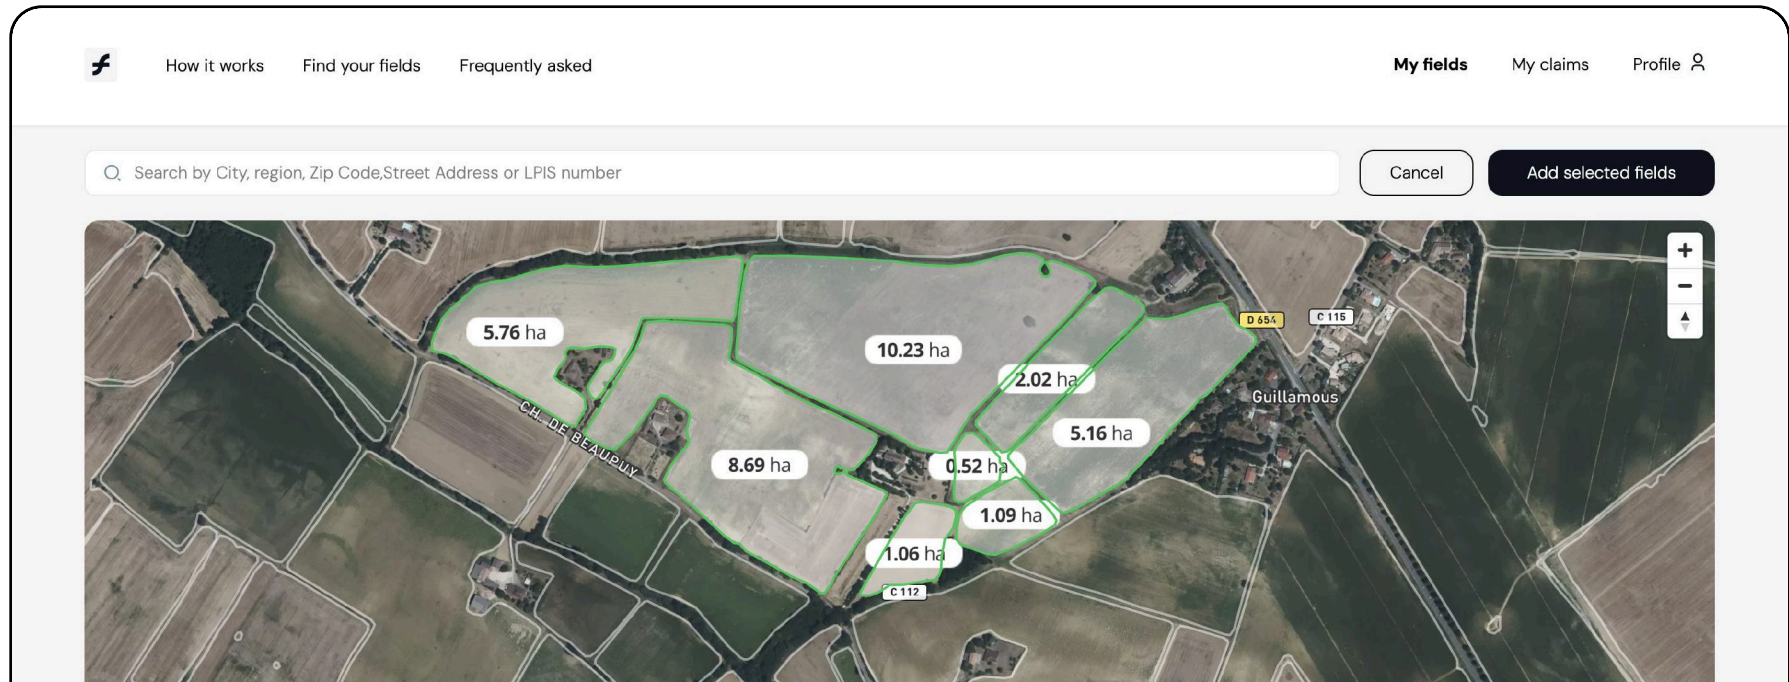 How it works
Find your fields
Frequently asked
My fields
My claims
Profile
Search by City, region, Zip Code,Street Address or LPIS number
Cancel
Add selected fields
5.76 ha
10.23 ha
D 654
C 115
2.02 ha
Guillamous
CH. DE BEAUPUY
5.16 ha
8.69 ha
0.52 ha
1.09 ha
1.06 ha
C 112